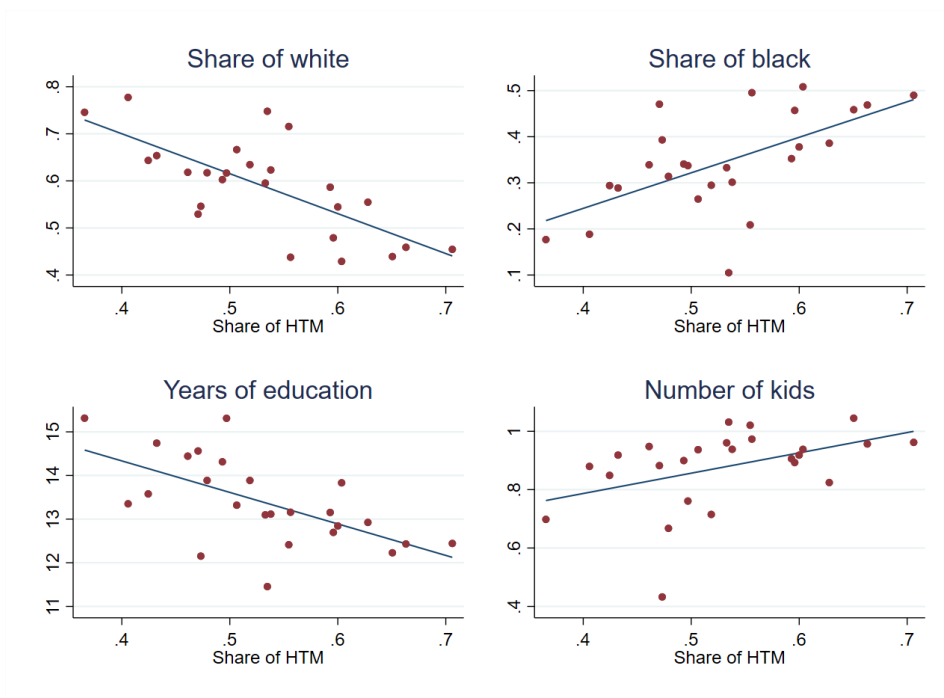 Share of white
.8
.7
.6
.5
.4
.4 .5 .6 .7
Share of HTM
Share of black
.5
.4
.3
.2
.1
.4 .5 .6 .7
Share of HTM
Years of education
15
14
13
12
11
.4 .5 .6 .7
Share of HTM
Number of kids
1
.8
.6
.4
.4 .5 .6 .7
Share of HTM